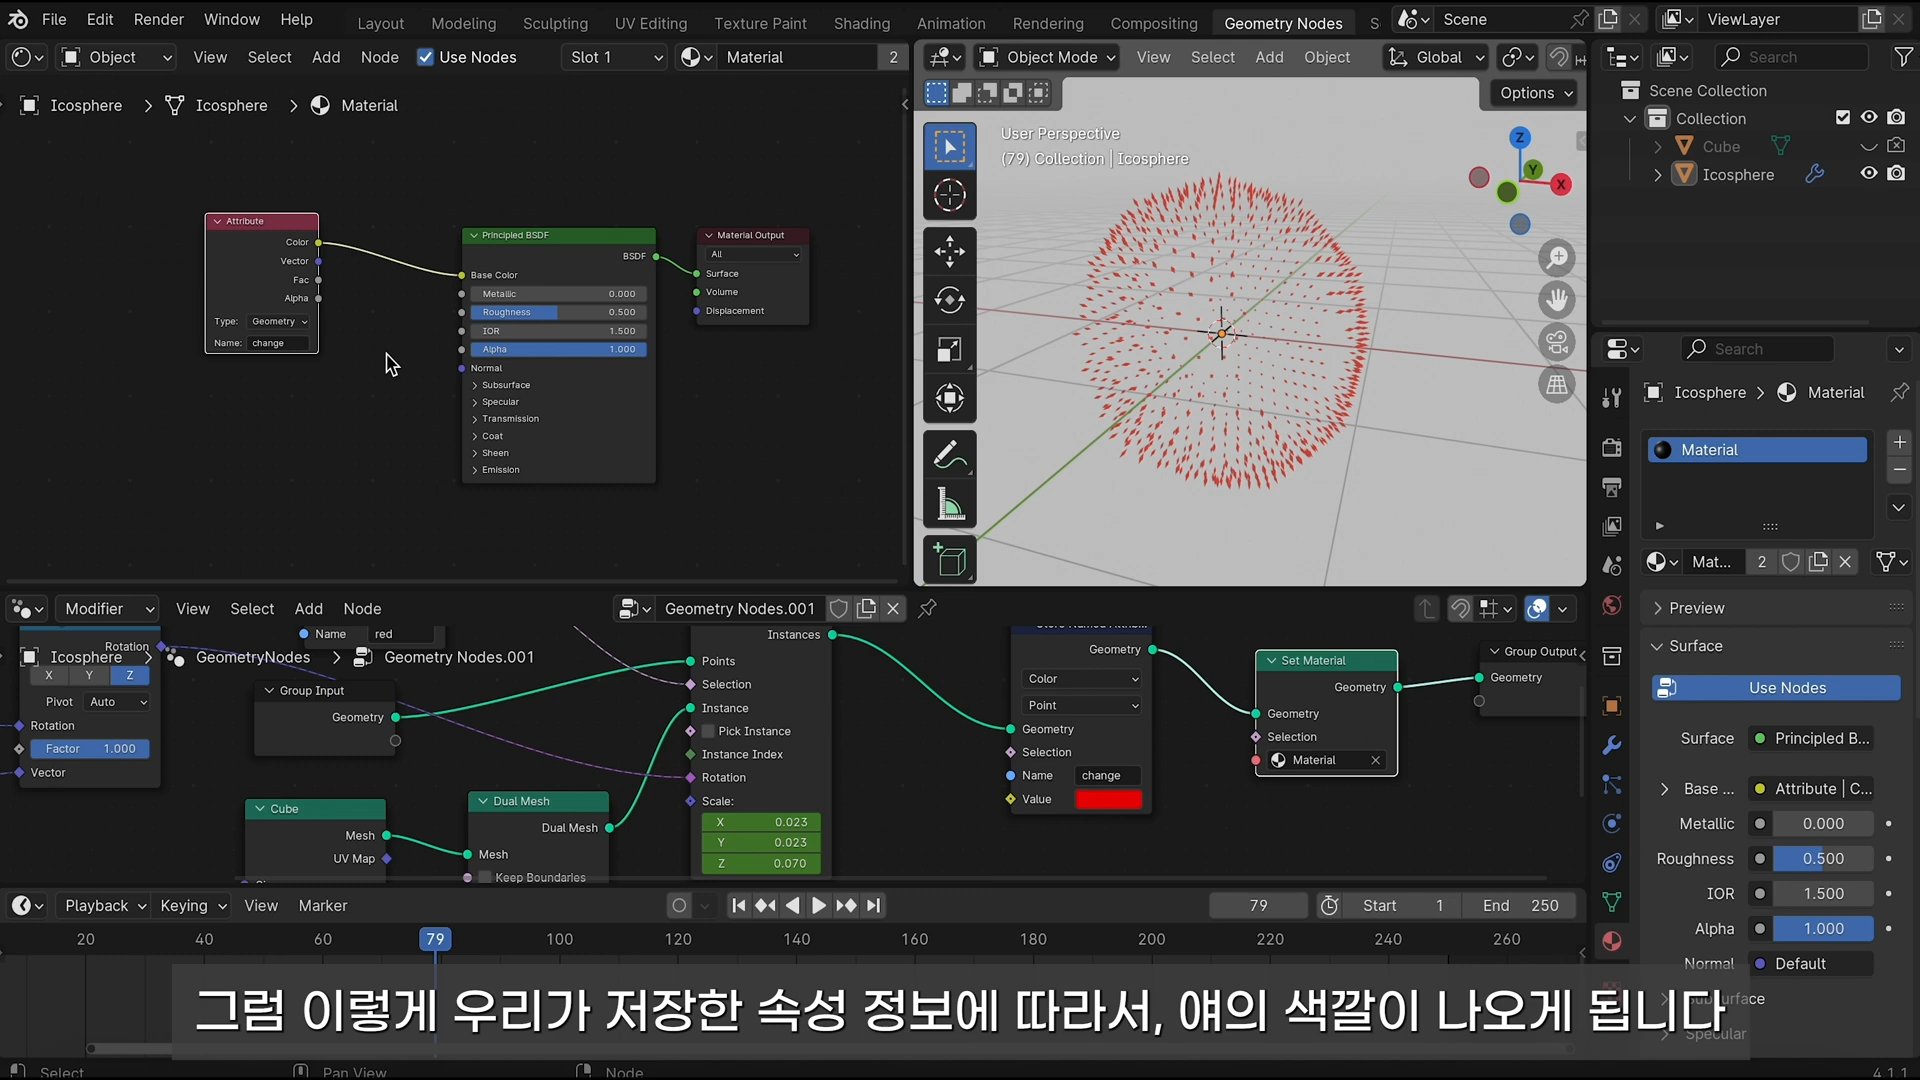 File Edit Render Window Help Layout Modeling Sculpting UV Editing Texture Paint Shading Animation Rendering Compositing Geometry Nodes S Scene ViewLayer
Object View Select Add Node Use Nodes Slot 1 Material 2
Object Mode View Select Add Object Global
Search
Icosphere > Icosphere > Material
Options
Scene Collection
Collection
Cube
Icosphere
User Perspective
(79) Collection | Icosphere
Z
Y
X
Attribute
Color
Vector
Fac
Alpha
Type: Geometry
Name: change
Principled BSDF
BSDF
Base Color
Metallic 0.000
Roughness 0.500
IOR 1.500
Alpha 1.000
Normal
Subsurface
Specular
Transmission
Coat
Sheen
Emission
Material Output
All
Surface
Volume
Displacement
Search
Icosphere > Material
Material
Mat... 2
Preview
Surface
Use Nodes
Surface Principled B...
Base ... Attribute | C...
Metallic 0.000
Roughness 0.500
IOR 1.500
Alpha 1.000
Normal Default
Specular
Modifier View Select Add Node Geometry Nodes.001
Icosphere > GeometryNodes > Geometry Nodes.001
Rotation
X Y Z
Pivot Auto
Rotation
Factor 1.000
Vector
Name red
Group Input
Geometry
Cube
Mesh
UV Map
Dual Mesh
Dual Mesh
Mesh
Keep Boundaries
Instances
Points
Selection
Instance
Pick Instance
Instance Index
Rotation
Scale:
X 0.023
Y 0.023
Z 0.070
Geometry
Color
Point
Geometry
Selection
Name change
Value
Set Material
Geometry
Geometry
Selection
Material
Group Output
Geometry
Playback Keying View Marker 79 Start 1 End 250
20 40 60 79 100 120 140 160 180 200 220 240 260
그럼 이렇게 우리가 저장한 속성 정보에 따라서, 얘의 색깔이 나오게 됩니다
Select Pan View Node 4.1.1